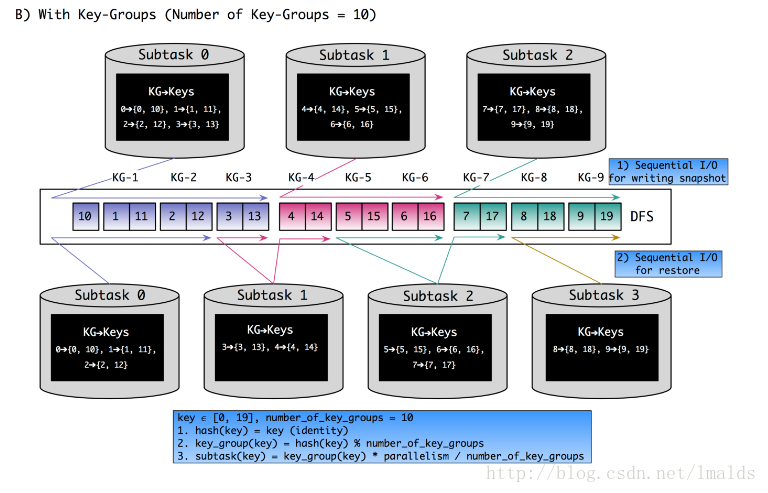 B) With Key-Groups (Number of Key-Groups = 10)
Subtask 0
KG➔Keys
0➔{0, 10}, 1➔{1, 11},
2➔{2, 12}, 3➔{3, 13}
Subtask 1
KG➔Keys
4➔{4, 14}, 5➔{5, 15},
6➔{6, 16}
Subtask 2
KG➔Keys
7➔{7, 17}, 8➔{8, 18},
9➔{9, 19}
KG-1 KG-2 KG-3 KG-4 KG-5 KG-6 KG-7 KG-8 KG-9
1) Sequential I/O
for writing snapshot
10 1 11 2 12 3 13 4 14 5 15 6 16 7 17 8 18 9 19 DFS
2) Sequential I/O
for restore
Subtask 0
KG➔Keys
0➔{0, 10}, 1➔{1, 11},
2➔{2, 12}
Subtask 1
KG➔Keys
3➔{3, 13}, 4➔{4, 14}
Subtask 2
KG➔Keys
5➔{5, 15}, 6➔{6, 16},
7➔{7, 17}
Subtask 3
KG➔Keys
8➔{8, 18}, 9➔{9, 19}
key ∈ [0, 19], number_of_key_groups = 10
1. hash(key) = key (identity)
2. key_group(key) = hash(key) % number_of_key_groups
3. subtask(key) = key_group(key) * parallelism / number_of_key_groups
http://blog.csdn.net/lmalds